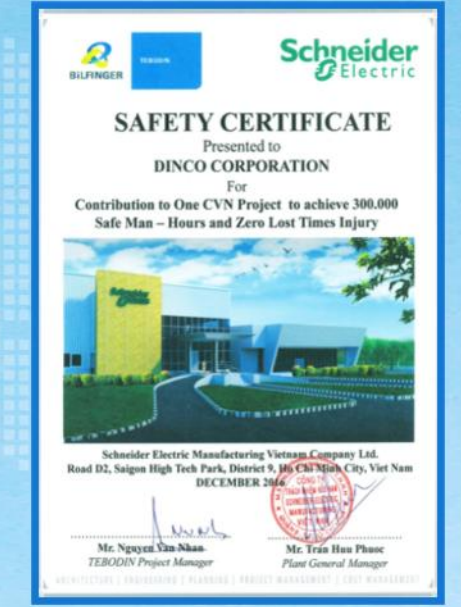 BILFINGER
TEBODIN
Schneider
Electric
SAFETY CERTIFICATE
Presented to
DINCO CORPORATION
For
Contribution to One CVN Project to achieve 300.000
Safe Man – Hours and Zero Lost Times Injury
Schneider Electric Manufacturing Vietnam Company Ltd.
Road D2, Saigon High Tech Park, District 9, Ho Chi Minh City, Viet Nam
DECEMBER 2016
Mr. Nguyen Van Nhan
TEBODIN Project Manager
Mr. Tran Huu Phuoc
Plant General Manager
ARCHITECTURE | ENGINEERING | PLANNING | PROJECT MANAGEMENT | COST MANAGEMENT